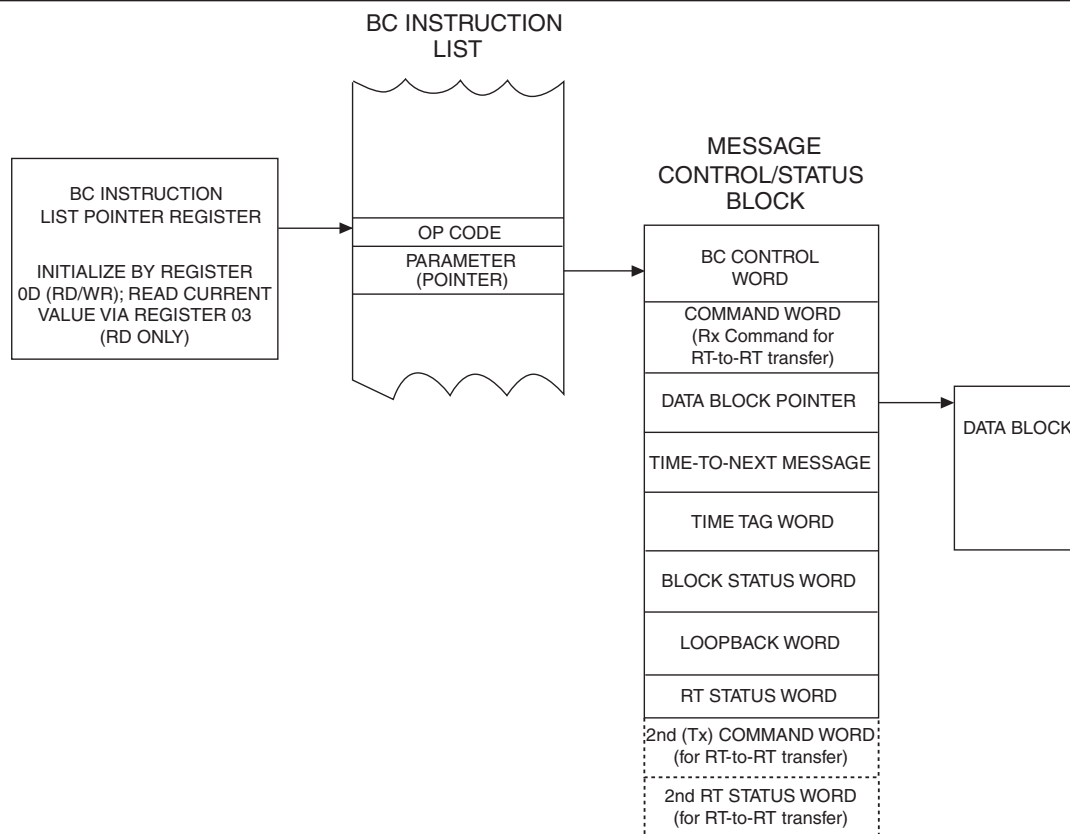 BC INSTRUCTION
LIST
BC INSTRUCTION
LIST POINTER REGISTER
INITIALIZE BY REGISTER
0D (RD/WR); READ CURRENT
VALUE VIA REGISTER 03
(RD ONLY)
OP CODE
PARAMETER
(POINTER)
MESSAGE
CONTROL/STATUS
BLOCK
BC CONTROL
WORD
COMMAND WORD
(Rx Command for
RT-to-RT transfer)
DATA BLOCK POINTER
TIME-TO-NEXT MESSAGE
TIME TAG WORD
BLOCK STATUS WORD
LOOPBACK WORD
RT STATUS WORD
2nd (Tx) COMMAND WORD
(for RT-to-RT transfer)
2nd RT STATUS WORD
(for RT-to-RT transfer)
DATA BLOCK